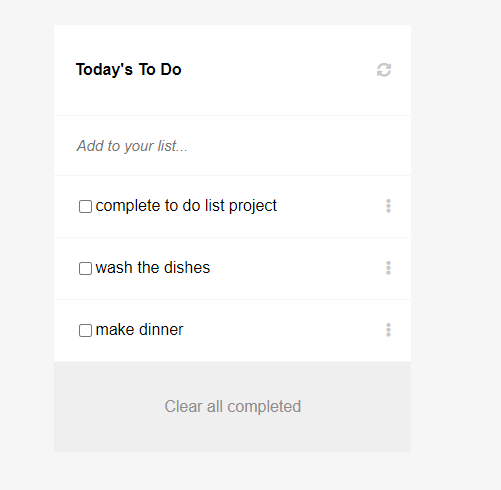 Today's To Do
Add to your list...
complete to do list project
wash the dishes
make dinner
Clear all completed